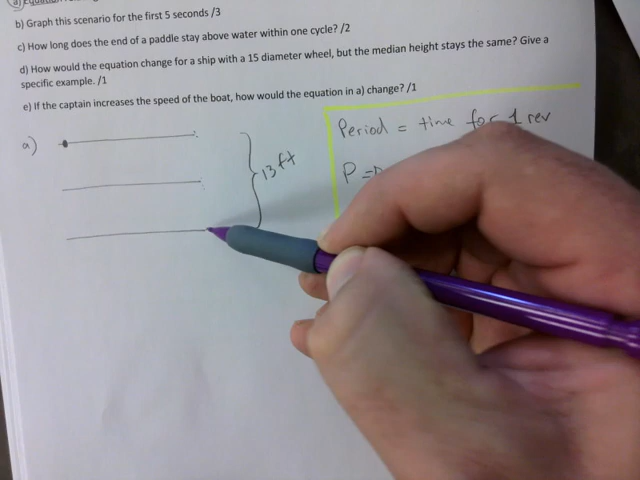 a) Equation
b) Graph this scenario for the first 5 seconds /3
c) How long does the end of a paddle stay above water within one cycle? /2
d) How would the equation change for a ship with a 15 diameter wheel, but the median height stays the same? Give a
specific example. /1
e) If the captain increases the speed of the boat, how would the equation in a) change? /1
a)
13 ft
Period = time for 1 rev
P =